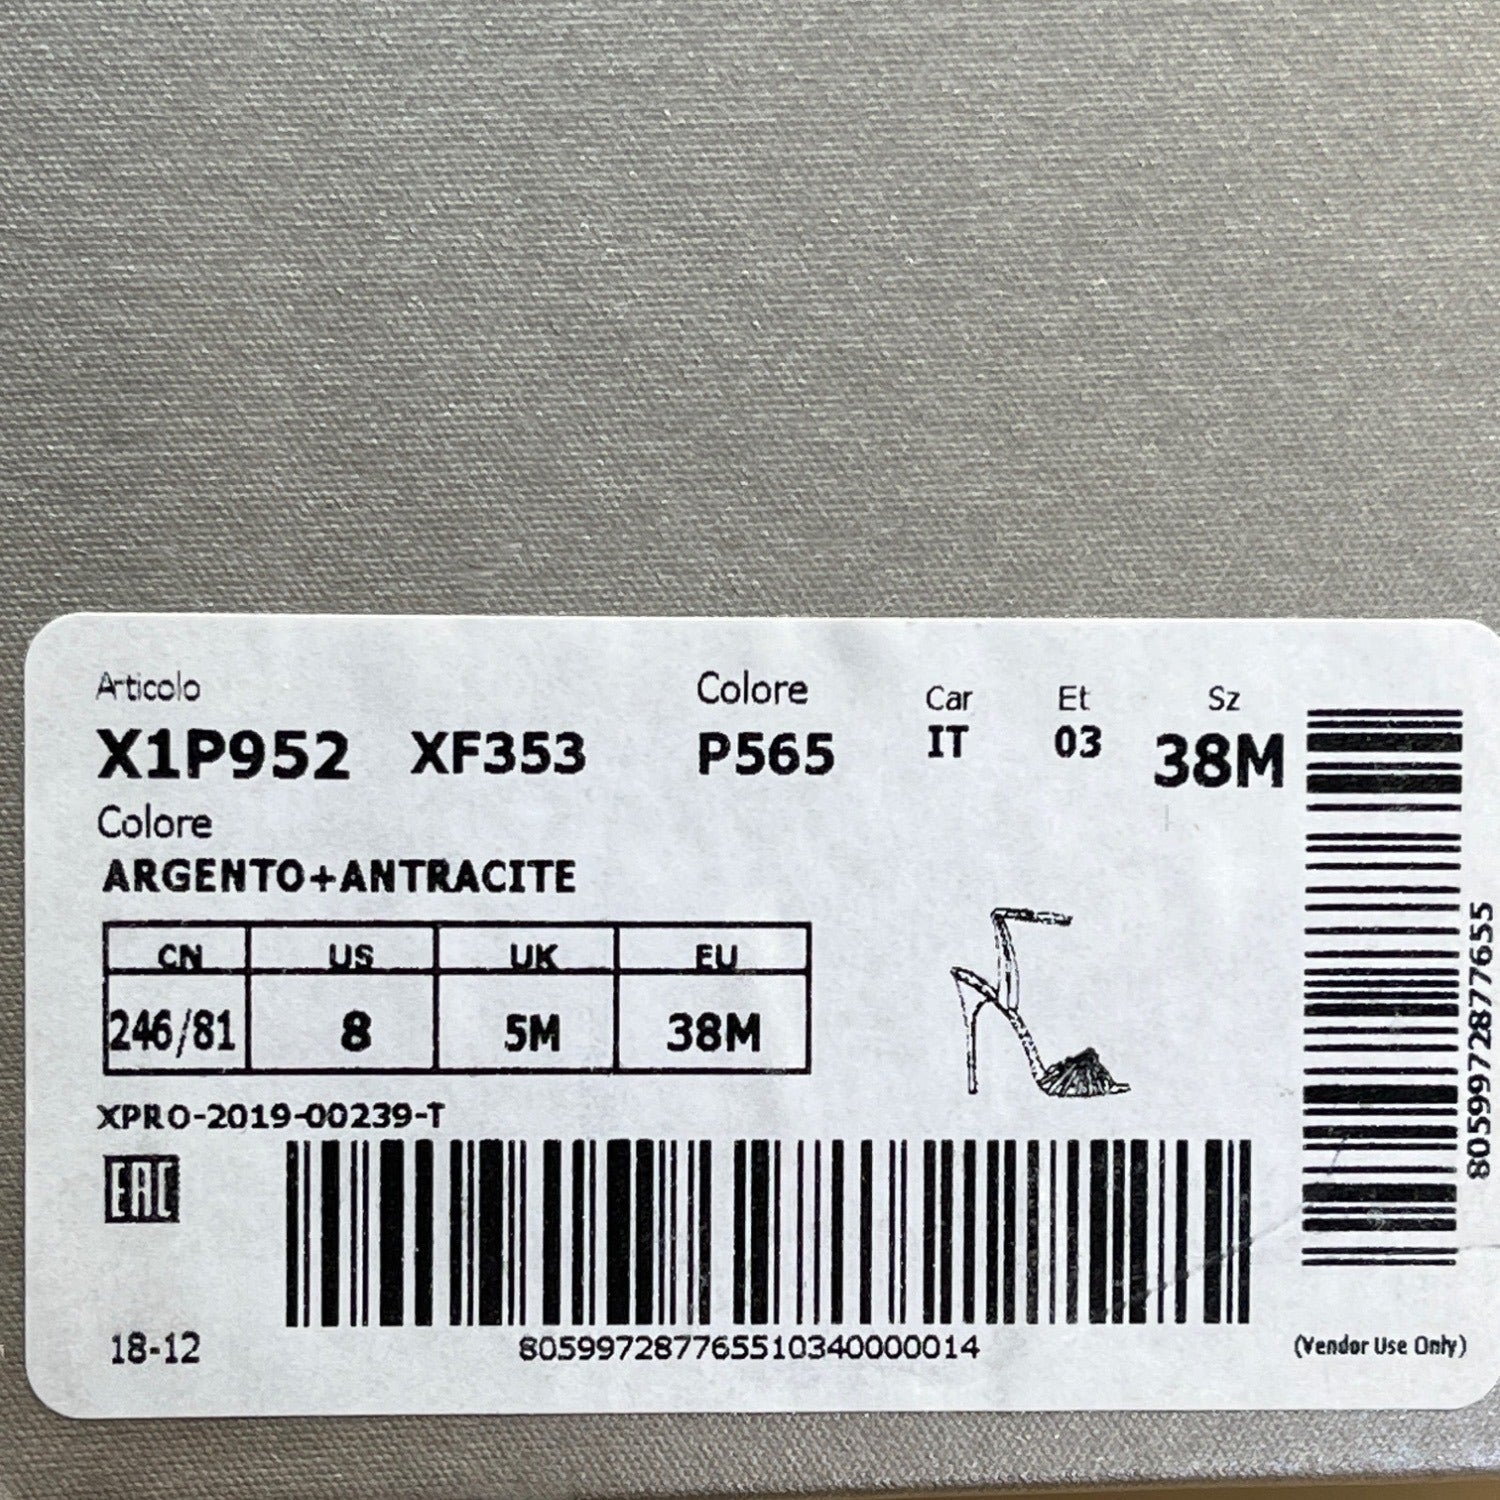 Articolo Colore Car Et Sz
X1P952 XF353 P565 IT 03 38M
Colore
ARGENTO+ANTRACITE
CN US UK EU
246/81 8 5M 38M
XPRO-2019-00239-T
EAC
18-12
805997287765510340000014
(Vendor Use Only)
8059972877655